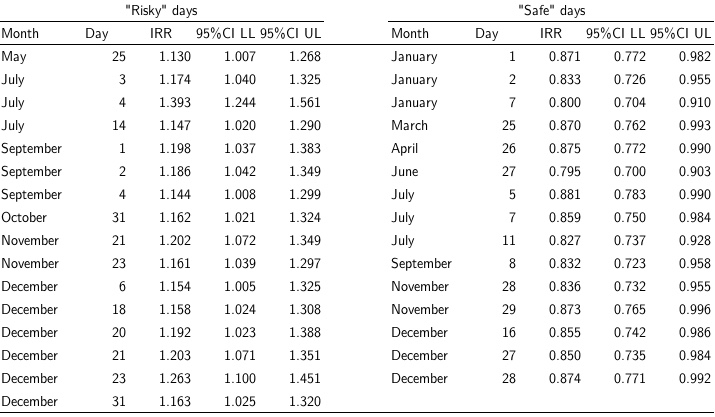 "Risky" days "Safe" days
Month Day IRR 95%CI LL 95%CI UL Month Day IRR 95%CI LL 95%CI UL
May 25 1.130 1.007 1.268 January 1 0.871 0.772 0.982
July 3 1.174 1.040 1.325 January 2 0.833 0.726 0.955
July 4 1.393 1.244 1.561 January 7 0.800 0.704 0.910
July 14 1.147 1.020 1.290 March 25 0.870 0.762 0.993
September 1 1.198 1.037 1.383 April 26 0.875 0.772 0.990
September 2 1.186 1.042 1.349 June 27 0.795 0.700 0.903
September 4 1.144 1.008 1.299 July 5 0.881 0.783 0.990
October 31 1.162 1.021 1.324 July 7 0.859 0.750 0.984
November 21 1.202 1.072 1.349 July 11 0.827 0.737 0.928
November 23 1.161 1.039 1.297 September 8 0.832 0.723 0.958
December 6 1.154 1.005 1.325 November 28 0.836 0.732 0.955
December 18 1.158 1.024 1.308 November 29 0.873 0.765 0.996
December 20 1.192 1.023 1.388 December 16 0.855 0.742 0.986
December 21 1.203 1.071 1.351 December 27 0.850 0.735 0.984
December 23 1.263 1.100 1.451 December 28 0.874 0.771 0.992
December 31 1.163 1.025 1.320